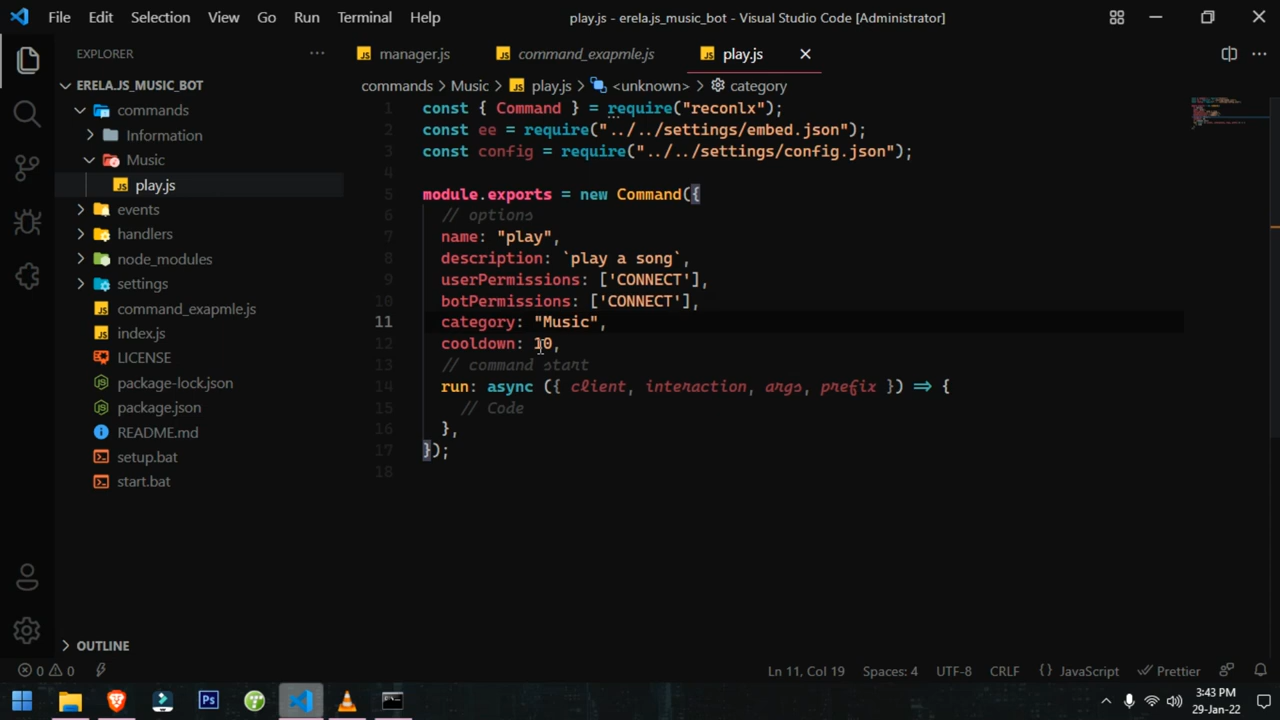 File Edit Selection View Go Run Terminal Help
play.js - erela.js_music_bot - Visual Studio Code [Administrator]
EXPLORER
manager.js
command_exapmle.js
play.js
ERELA.JS_MUSIC_BOT
commands > Music > play.js > <unknown> > category
commands
Information
Music
play.js
events
handlers
node_modules
settings
command_exapmle.js
index.js
LICENSE
package-lock.json
package.json
README.md
setup.bat
start.bat
1 const { Command } = require("reconlx");
2 const ee = require("../../settings/embed.json");
3 const config = require("../../settings/config.json");
4
5 module.exports = new Command({
6 // options
7 name: "play",
8 description: `play a song`,
9 userPermissions: ['CONNECT'],
10 botPermissions: ['CONNECT'],
11 category: "Music",
12 cooldown: 10,
13 // command start
14 run: async ({ client, interaction, args, prefix }) => {
15 // Code
16 },
17 });
18
OUTLINE
0 0
Ln 11, Col 19 Spaces: 4 UTF-8 CRLF {} JavaScript Prettier
Ps
3:43 PM
29-Jan-22